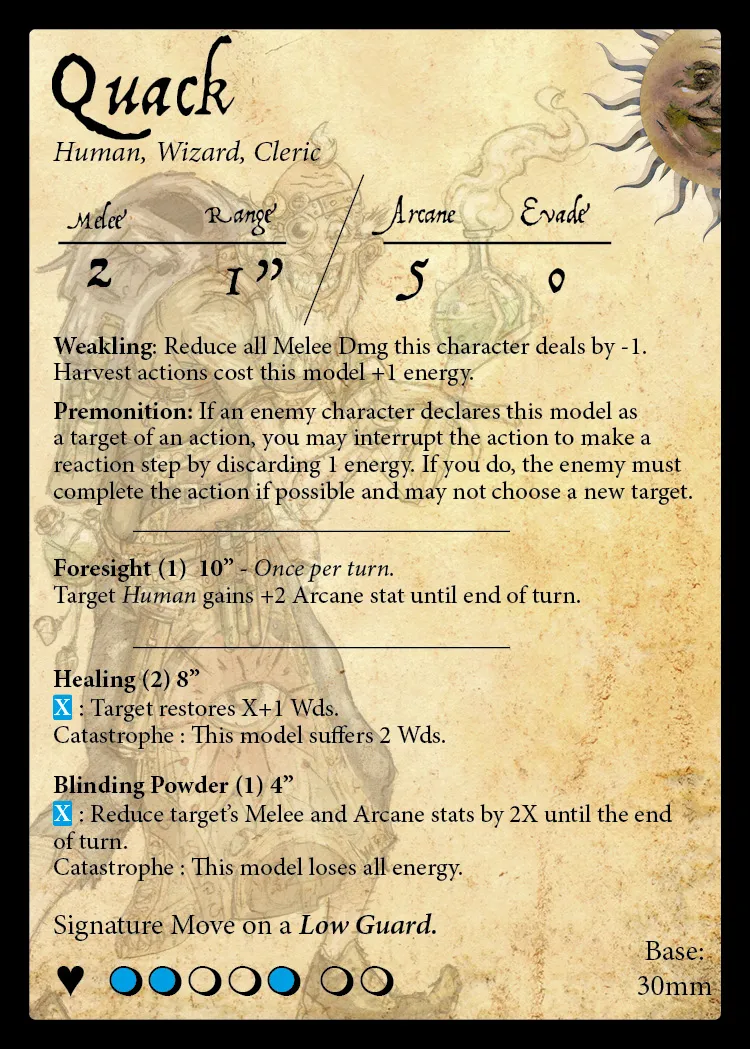 Quack
Human, Wizard, Cleric
Melee Range Arcane Evade
2 1” 5 0
Weakling: Reduce all Melee Dmg this character deals by -1.
Harvest actions cost this model +1 energy.
Premonition: If an enemy character declares this model as
a target of an action, you may interrupt the action to make a
reaction step by discarding 1 energy. If you do, the enemy must
complete the action if possible and may not choose a new target.
Foresight (1) 10” - Once per turn.
Target Human gains +2 Arcane stat until end of turn.
Healing (2) 8”
X : Target restores X+1 Wds.
Catastrophe : This model suffers 2 Wds.
Blinding Powder (1) 4”
X : Reduce target’s Melee and Arcane stats by 2X until the end
of turn.
Catastrophe : This model loses all energy.
Signature Move on a Low Guard.
Base:
30mm